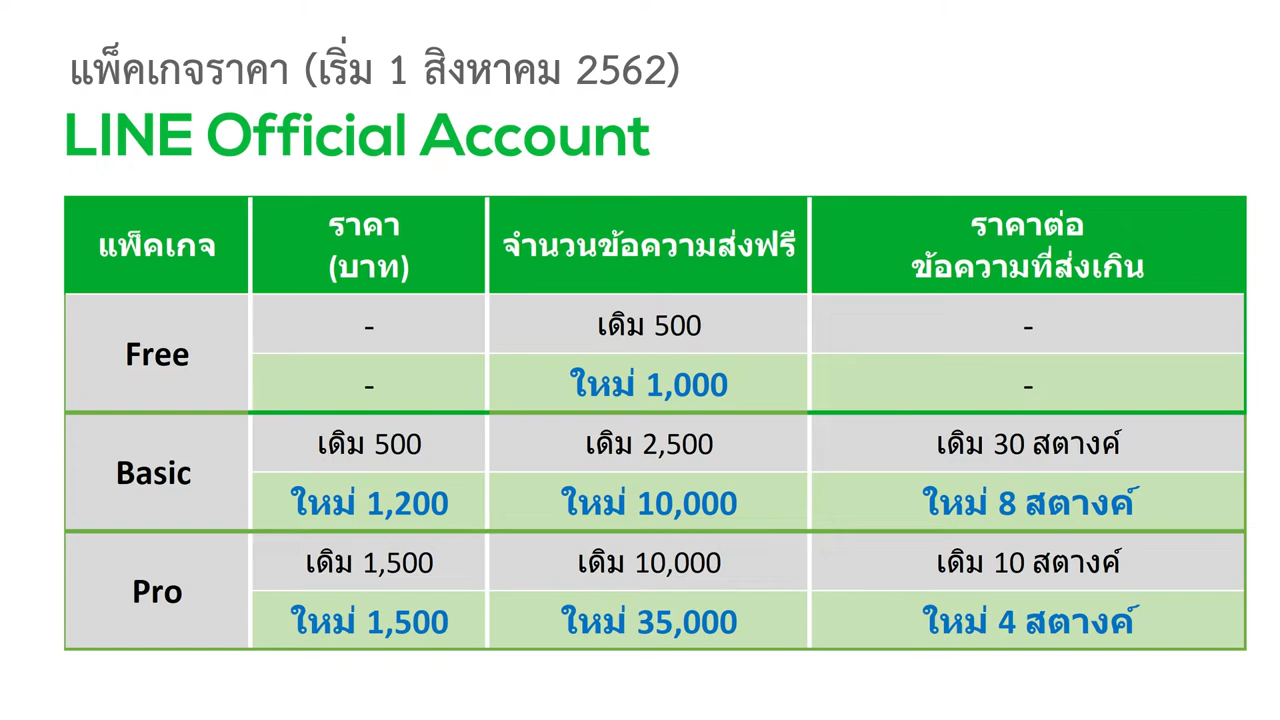 แพ็คเกจราคา (เริ่ม 1 สิงหาคม 2562)
LINE Official Account
แพ็คเกจ
ราคา
(บาท)
จำนวนข้อความส่งฟรี
ราคาต่อ
ข้อความที่ส่งเกิน
Free
-
เดิม 500
-
-
ใหม่ 1,000
-
Basic
เดิม 500
เดิม 2,500
เดิม 30 สตางค์
ใหม่ 1,200
ใหม่ 10,000
ใหม่ 8 สตางค์
Pro
เดิม 1,500
เดิม 10,000
เดิม 10 สตางค์
ใหม่ 1,500
ใหม่ 35,000
ใหม่ 4 สตางค์